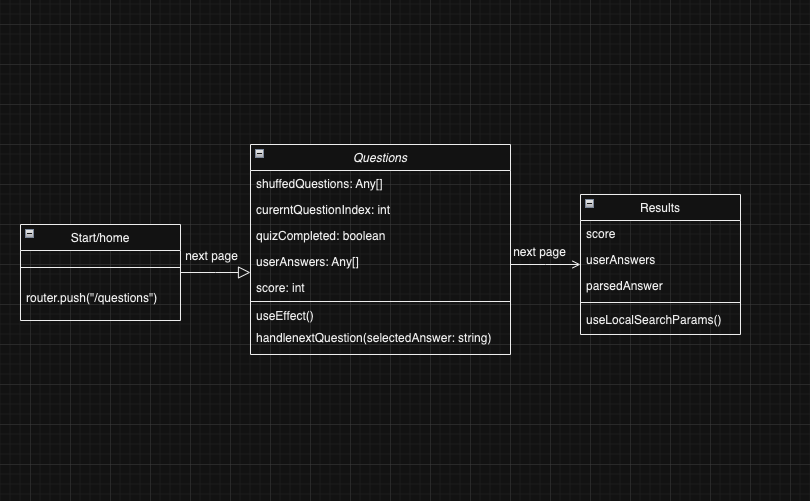 Start/home
router.push("/questions")
next page
Questions
shuffedQuestions: Any[]
curerntQuestionIndex: int
quizCompleted: boolean
userAnswers: Any[]
score: int
useEffect()
handlenextQuestion(selectedAnswer: string)
next page
Results
score
userAnswers
parsedAnswer
useLocalSearchParams()